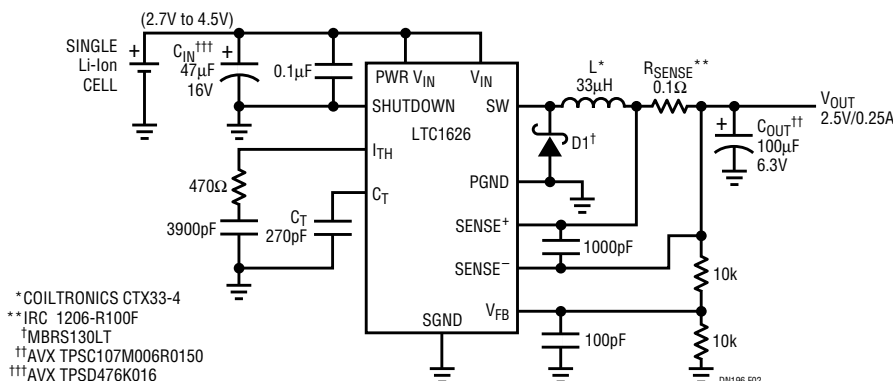 (2.7V to 4.5V)
SINGLE
Li-Ion
CELL
+
C_IN†††
47µF
16V
+
0.1µF
PWR V_IN
V_IN
SHUTDOWN
LTC1626
I_TH
C_T
SGND
SW
PGND
SENSE+
SENSE−
V_FB
470Ω
3900pF
C_T
270pF
L*
33µH
D1†
R_SENSE**
0.1Ω
V_OUT
2.5V/0.25A
+
C_OUT††
100µF
6.3V
1000pF
10k
100pF
10k
*COILTRONICS CTX33-4
**IRC 1206-R100F
†MBRS130LT
††AVX TPSC107M006R0150
†††AVX TPSD476K016
DN196 F02